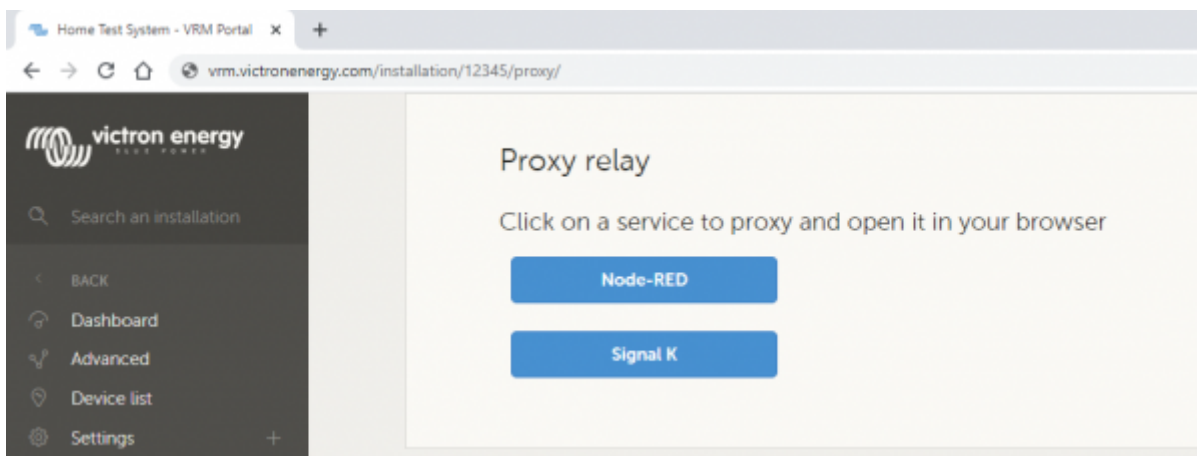 Home Test System - VRM Portal
vrm.victronenergy.com/installation/12345/proxy/
victron energy
BLUE POWER
Search an installation
BACK
Dashboard
Advanced
Device list
Settings
Proxy relay
Click on a service to proxy and open it in your browser
Node-RED
Signal K